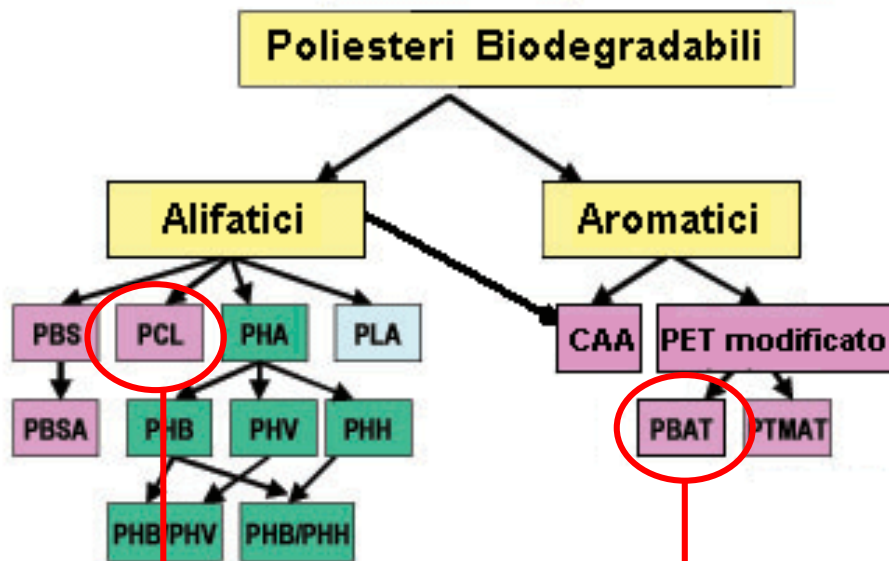 Poliesteri Biodegradabili
Alifatici
Aromatici
PBS
PCL
PHA
PLA
CAA
PET modificato
PBSA
PHB
PHV
PHH
PBAT
PTMAT
PHB/PHV
PHB/PHH